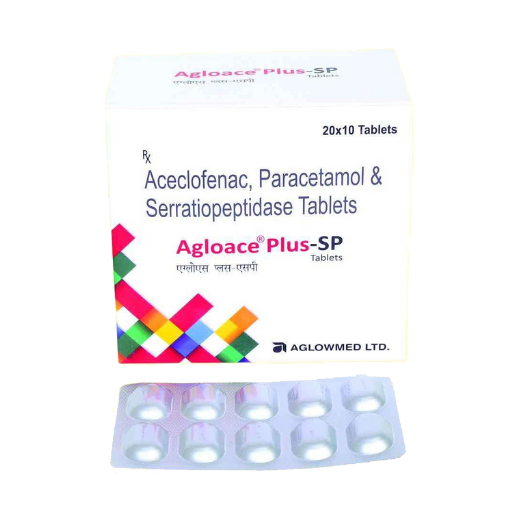 Agloace® Plus-SP
Tablets
एग्लोएस प्लस-एसपी
20x10 Tablets
Rx
Aceclofenac, Paracetamol &
Serratiopeptidase Tablets
Agloace® Plus-SP
Tablets
एग्लोएस प्लस-एसपी
AGLOWMED LTD.